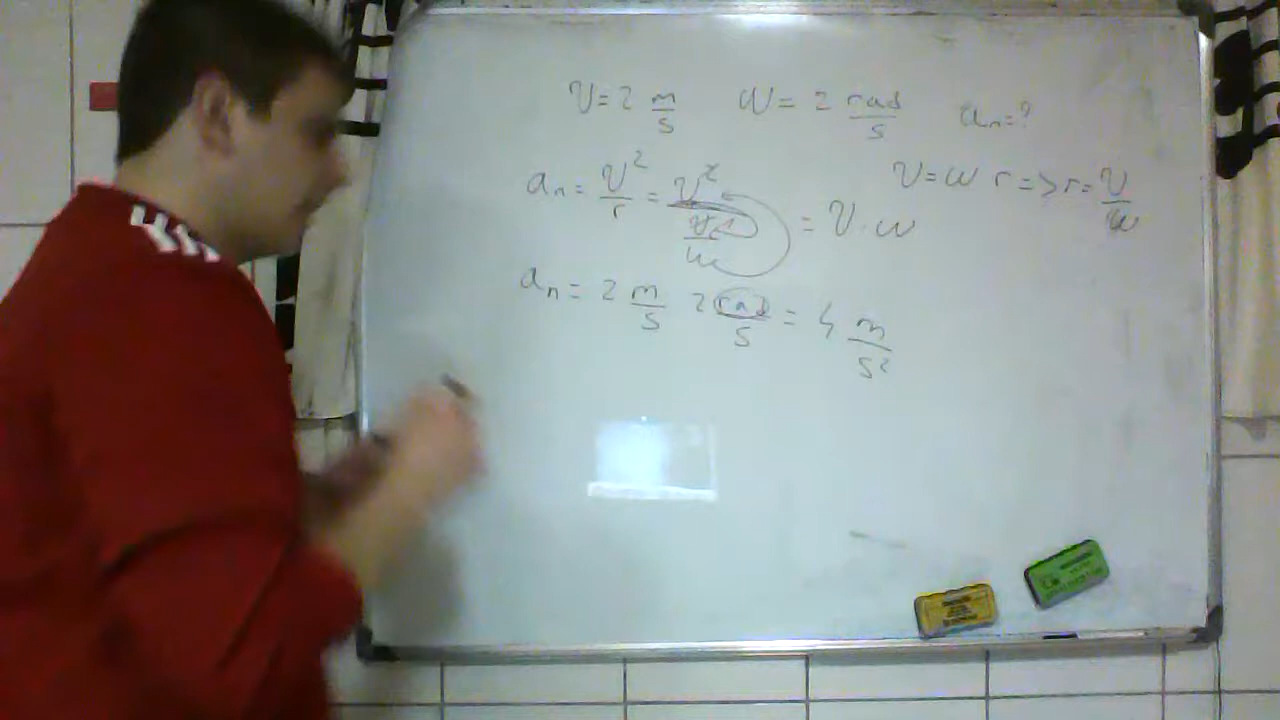 v = 2 m/s ω = 2 rad/s aₙ = ?
aₙ = v²/r = v²/(v/ω) = v · ω
v = ω r => r = v/ω
aₙ = 2 m/s 2 rad/s = 4 m/s²